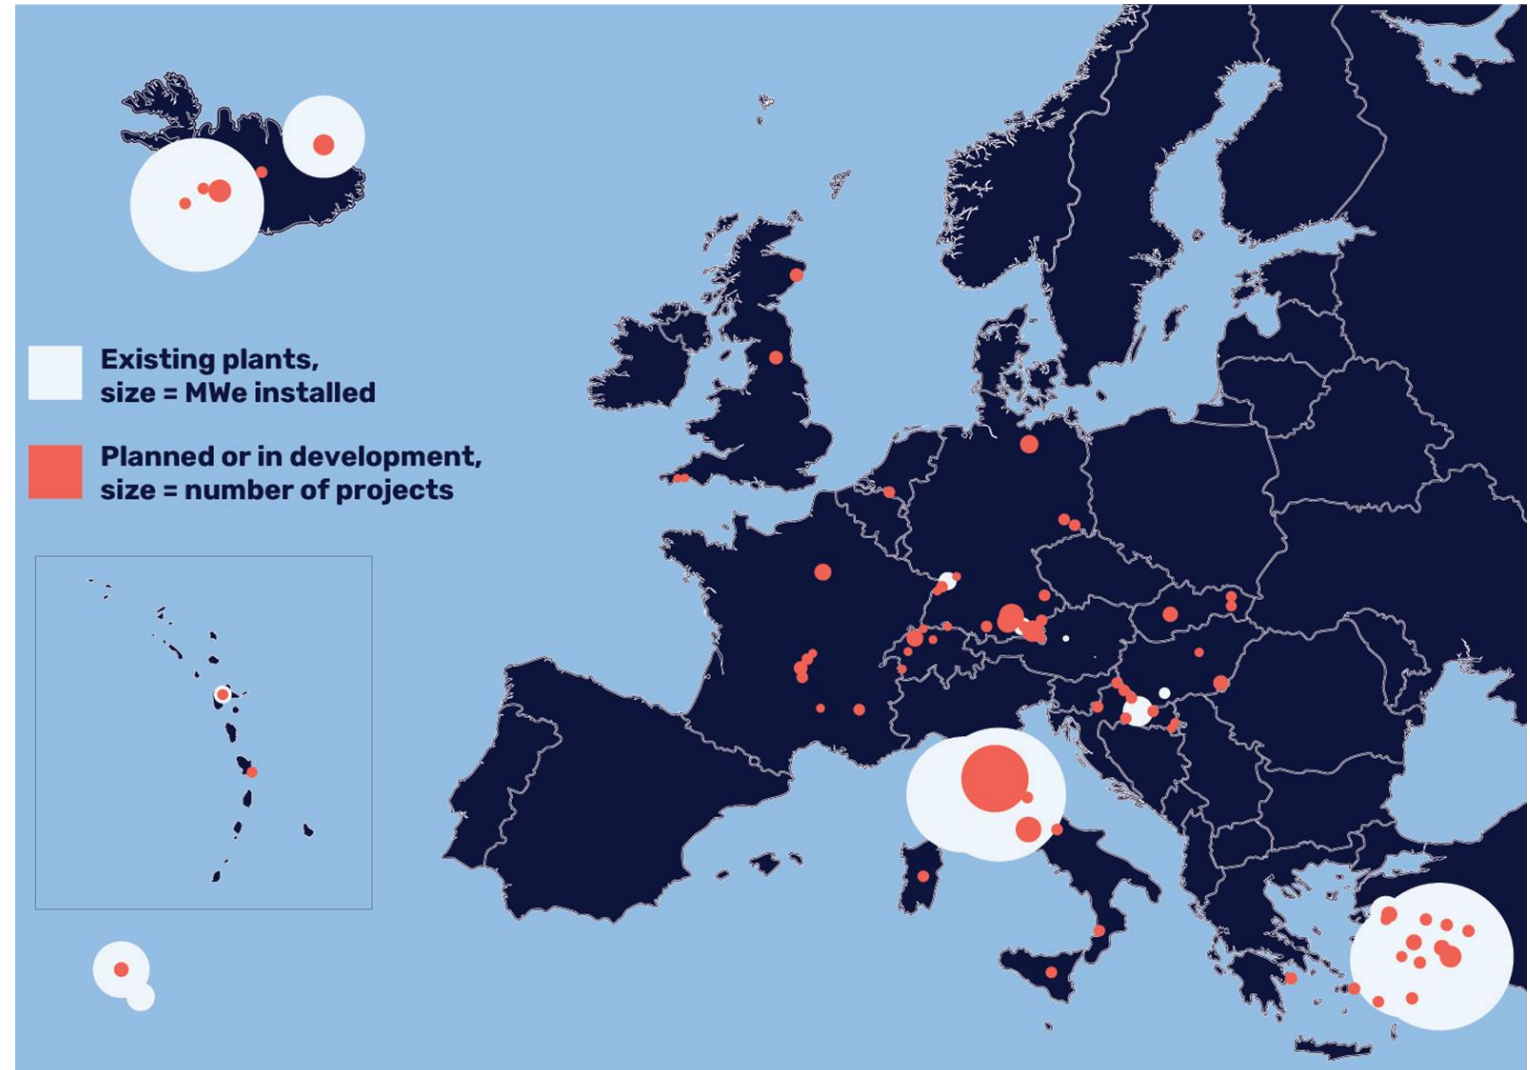 Existing plants,
size = MWe installed
Planned or in development,
size = number of projects